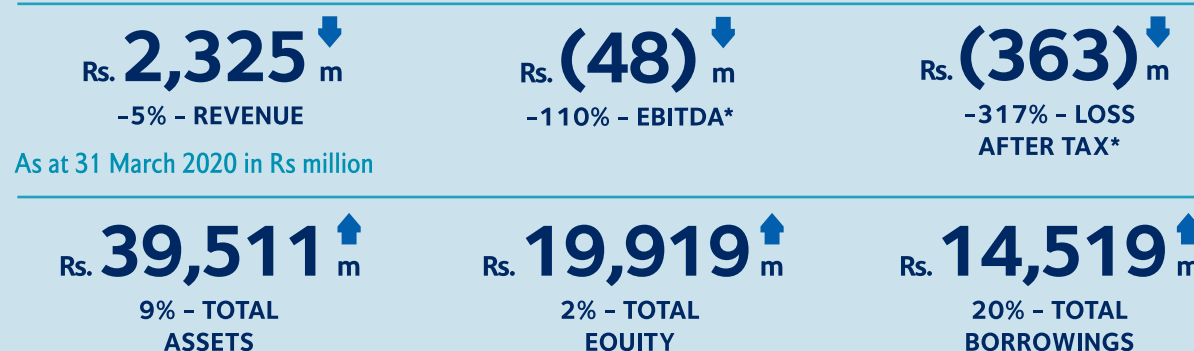 Rs. 2,325 m
–5% – REVENUE
Rs. (48) m
–110% – EBITDA*
Rs. (363) m
–317% – LOSS
AFTER TAX*
As at 31 March 2020 in Rs million
Rs. 39,511 m
9% – TOTAL
ASSETS
Rs. 19,919 m
2% – TOTAL
EQUITY
Rs. 14,519 m
20% – TOTAL
BORROWINGS